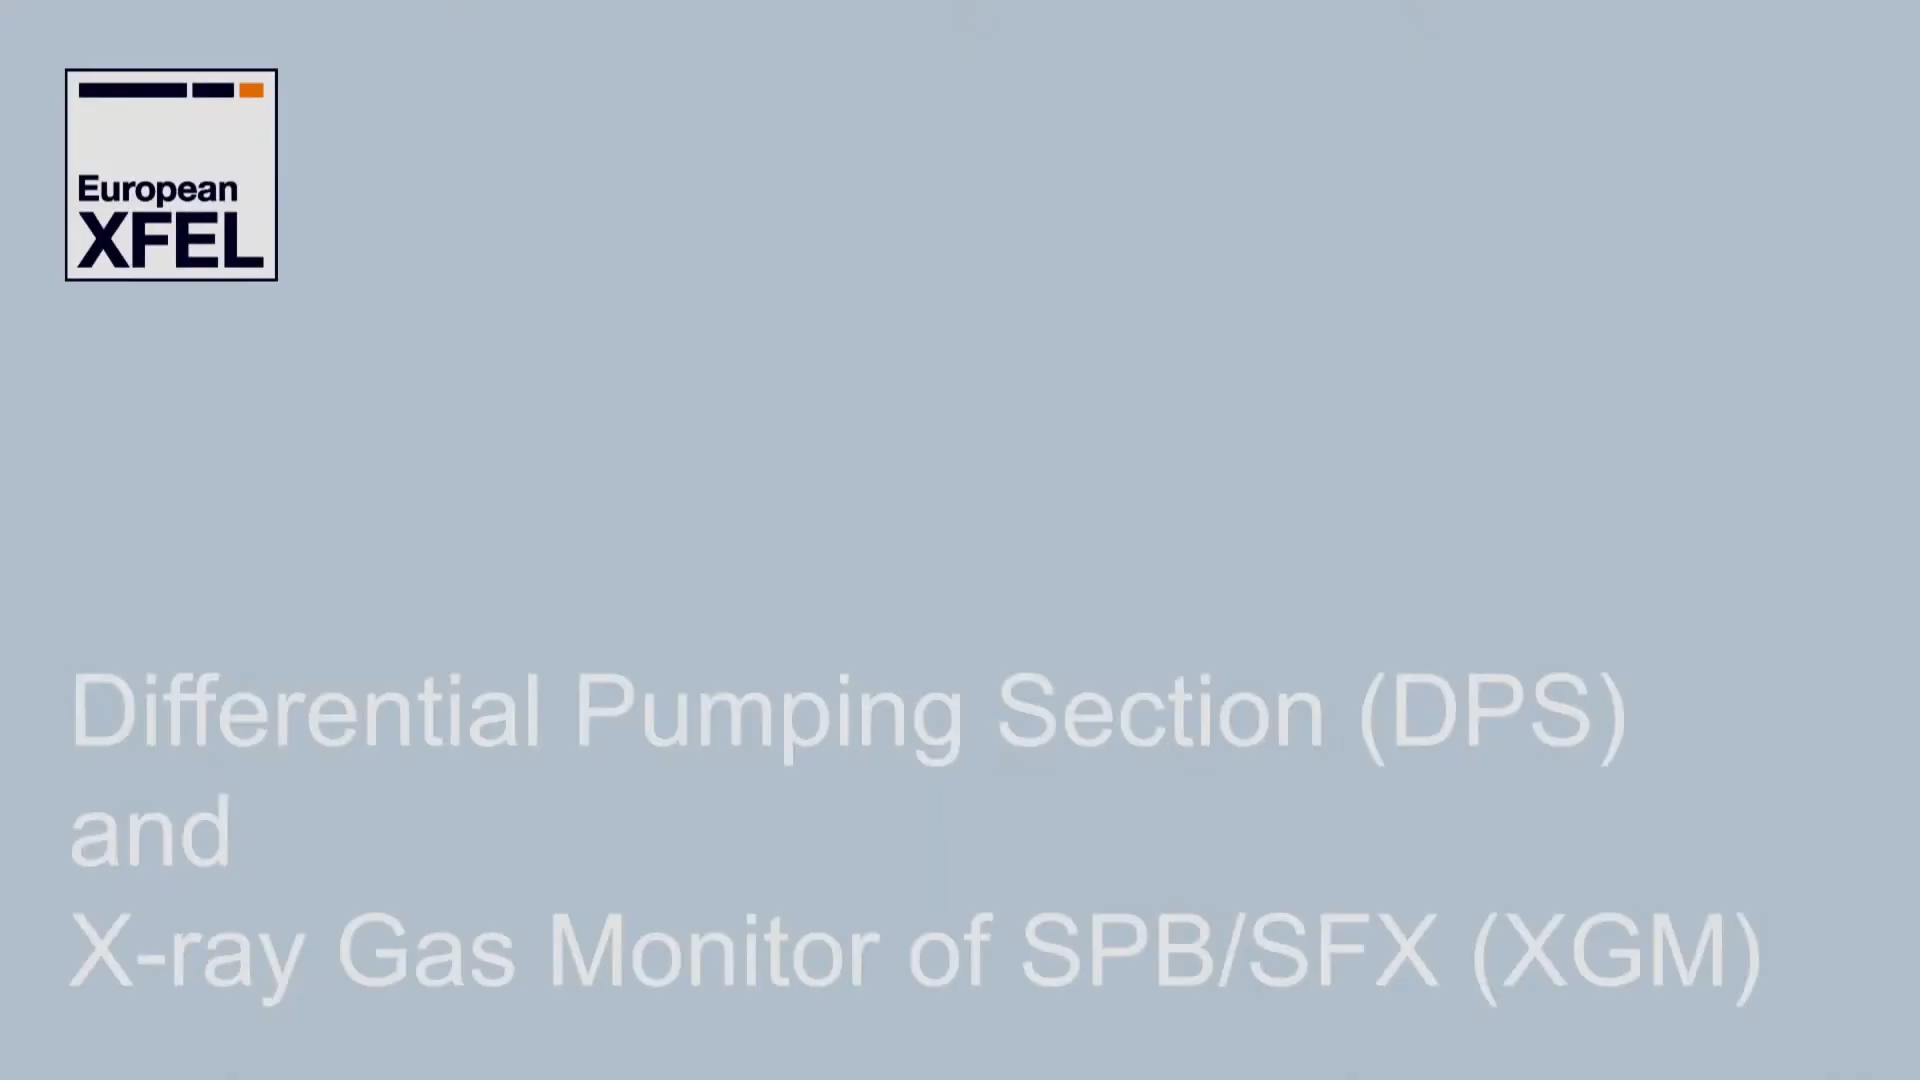 European
XFEL
Differential Pumping Section (DPS)
and
X-ray Gas Monitor of SPB/SFX (XGM)